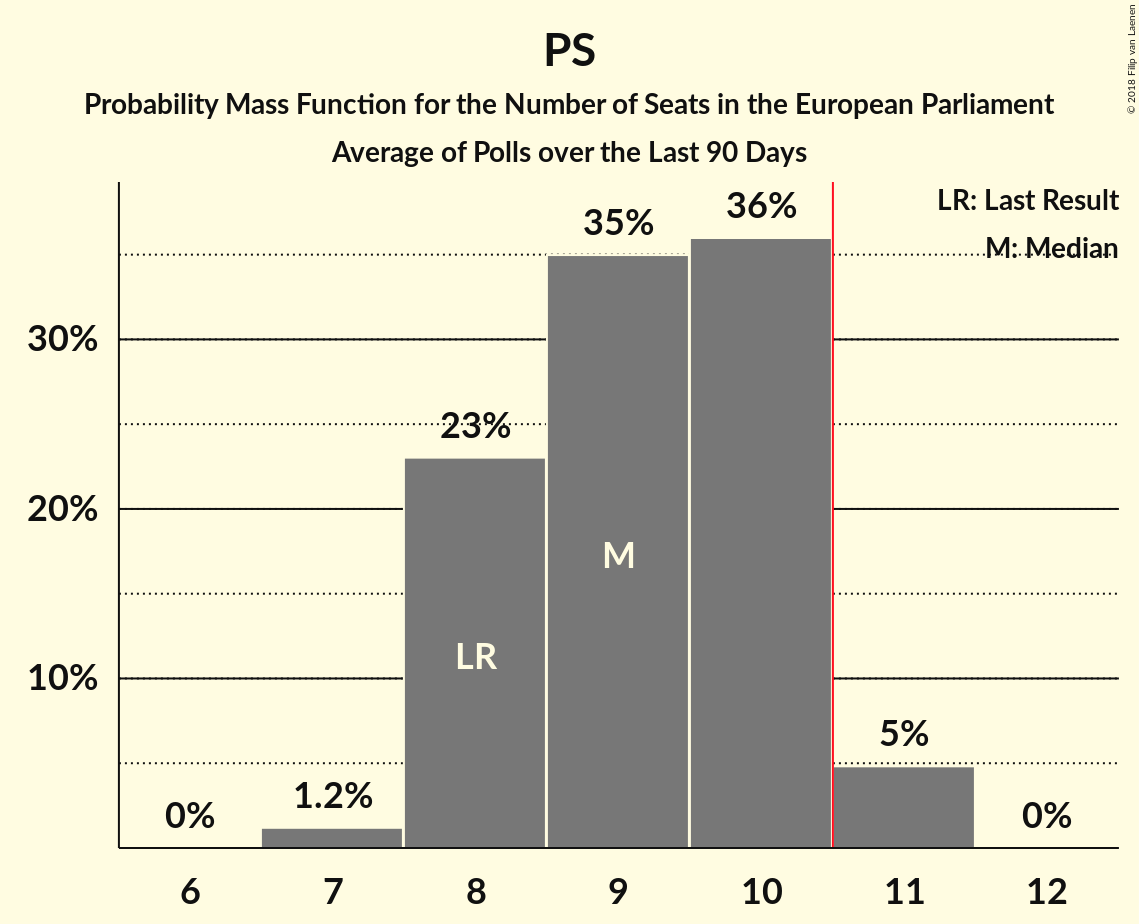 PS
Probability Mass Function for the Number of Seats in the European Parliament
Average of Polls over the Last 90 Days
© 2018 Filip van Laenen
LR: Last Result
M: Median
30%
20%
10%
0%
1.2%
23%
35%
36%
5%
0%
LR
M
6 7 8 9 10 11 12